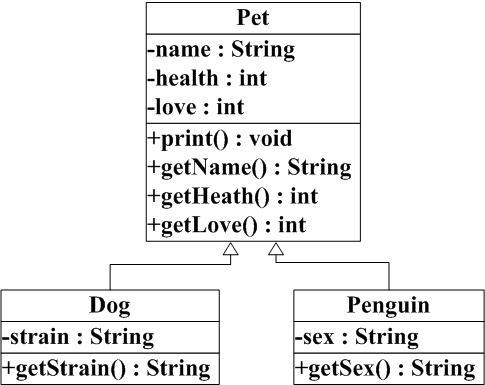 Pet
-name : String
-health : int
-love : int
+print() : void
+getName() : String
+getHeath() : int
+getLove() : int
Dog
-strain : String
+getStrain() : String
Penguin
-sex : String
+getSex() : String